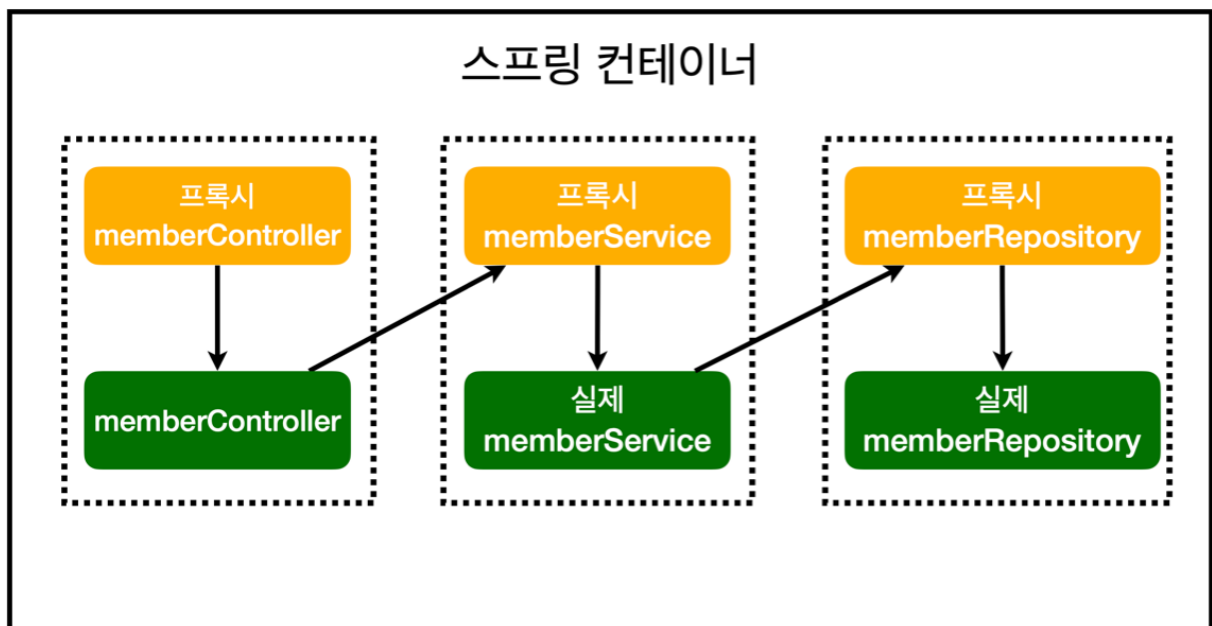 스프링 컨테이너
프록시
memberController
프록시
memberService
프록시
memberRepository
memberController
실제
memberService
실제
memberRepository